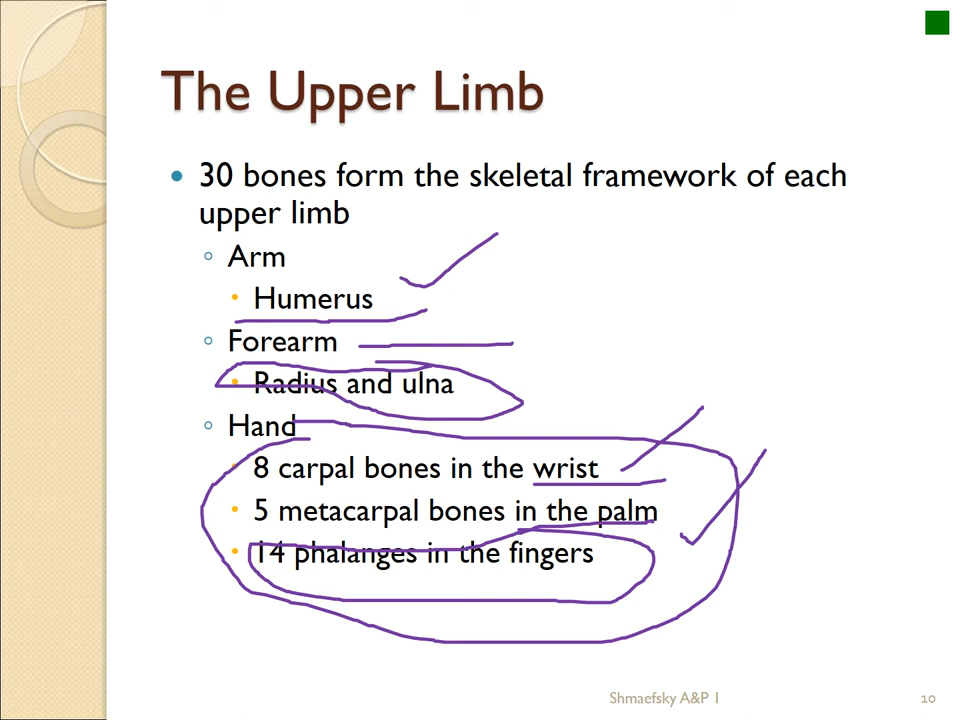 The Upper Limb
30 bones form the skeletal framework of each
upper limb
Arm
Humerus
Forearm
Radius and ulna
Hand
8 carpal bones in the wrist
5 metacarpal bones in the palm
14 phalanges in the fingers
Shmaefsky A&P 1 10